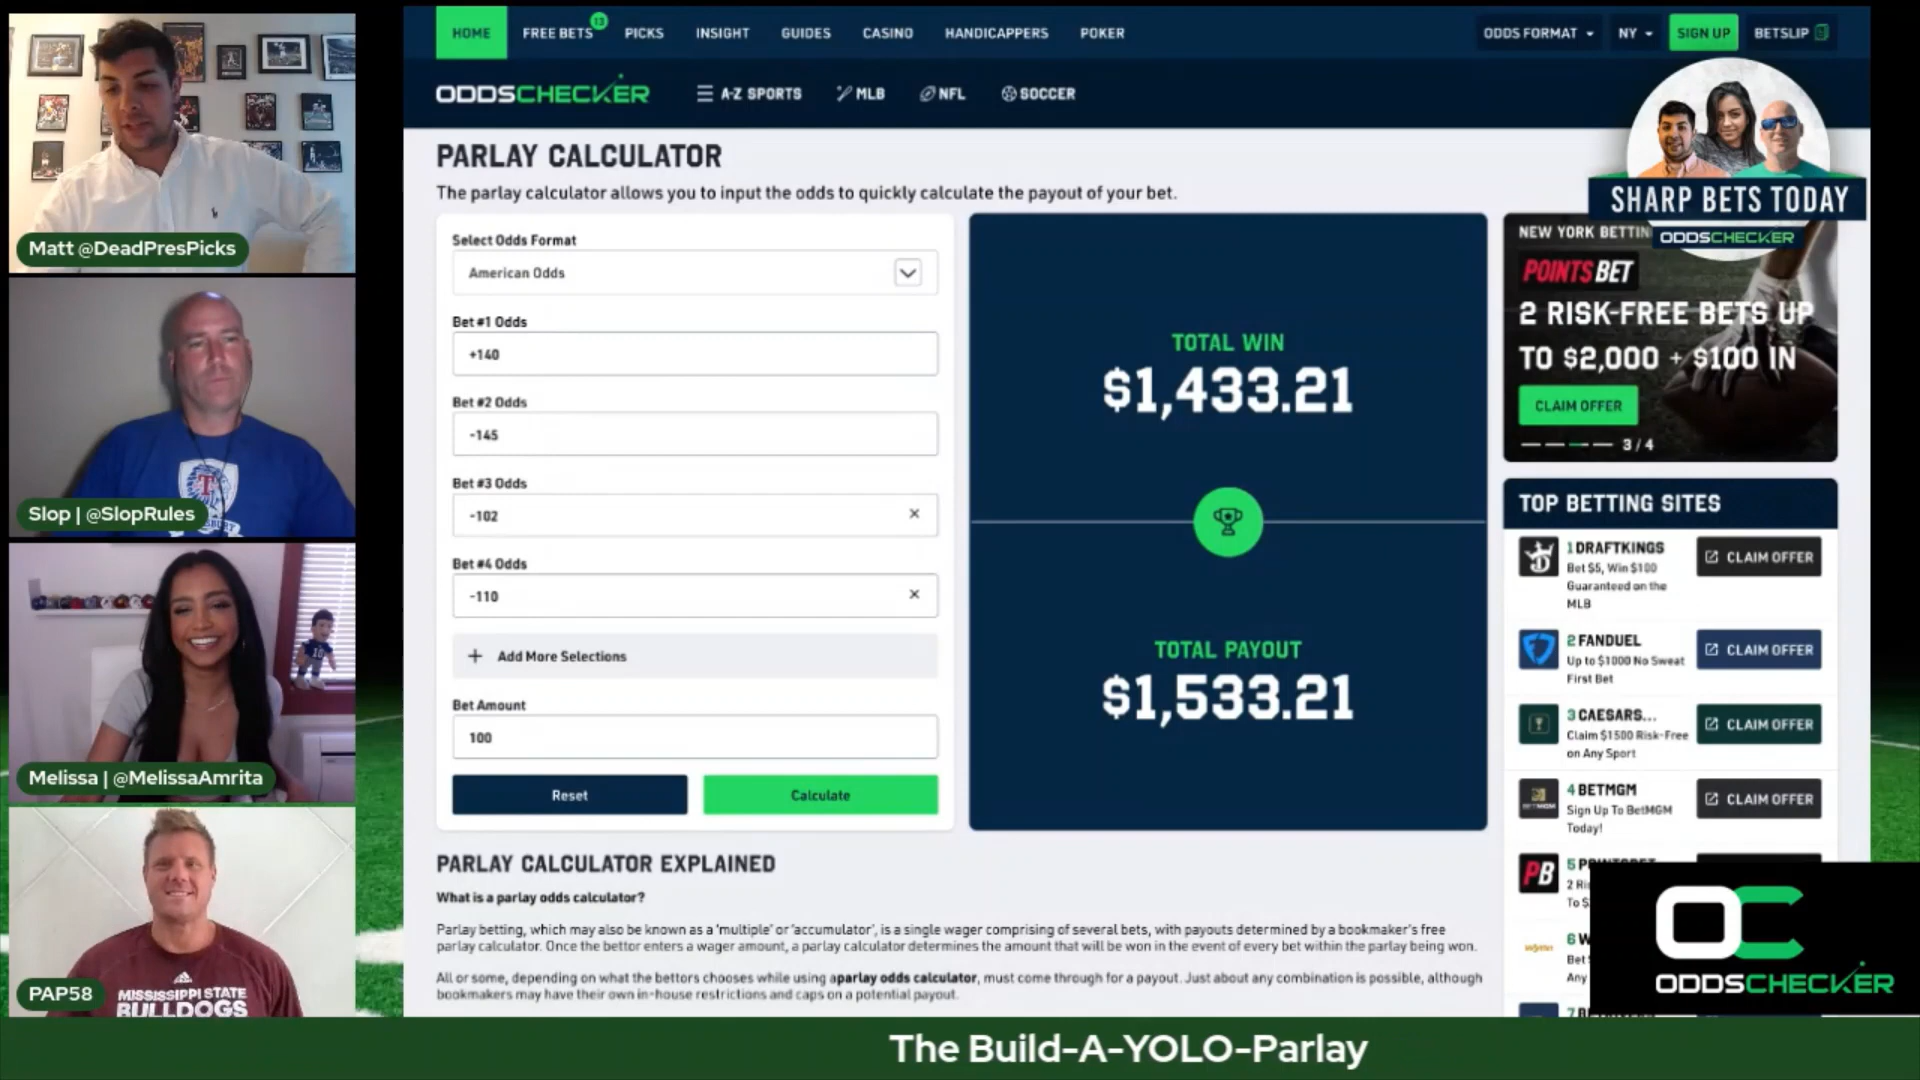 HOME
FREE BETS
13
PICKS
INSIGHT
GUIDES
CASINO
HANDICAPPERS
POKER
ODDS FORMAT
NY
SIGN UP
BETSLIP
ODDSCHECKER
A-Z SPORTS
MLB
NFL
SOCCER
PARLAY CALCULATOR
The parlay calculator allows you to input the odds to quickly calculate the payout of your bet.
Select Odds Format
American Odds
Bet #1 Odds
+140
Bet #2 Odds
-145
Bet #3 Odds
-102
Bet #4 Odds
-110
Add More Selections
Bet Amount
100
Reset
Calculate
TOTAL WIN
$1,433.21
TOTAL PAYOUT
$1,533.21
SHARP BETS TODAY
ODDSCHECKER
NEW YORK BETTIN
POINTSBET
2 RISK-FREE BETS UP
TO $2,000 + $100 IN
CLAIM OFFER
3 / 4
TOP BETTING SITES
1 DRAFTKINGS
Bet $5, Win $100
Guaranteed on the
MLB
CLAIM OFFER
2 FANDUEL
Up to $1000 No Sweat
First Bet
CLAIM OFFER
3 CAESARS...
Claim $1500 Risk-Free
on Any Sport
CLAIM OFFER
4 BETMGM
Sign Up To BetMGM
Today!
CLAIM OFFER
PB
5
2
To $
6 W
Bet
Any
7
OC
ODDSCHECKER
PARLAY CALCULATOR EXPLAINED
What is a parlay odds calculator?
Parlay betting, which may also be known as a 'multiple' or 'accumulator', is a single wager comprising of several bets, with payouts determined by a bookmaker's free
parlay calculator. Once the bettor enters a wager amount, a parlay calculator determines the amount that will be won in the event of every bet within the parlay being won.
All or some, depending on what the bettors chooses while using aparlay odds calculator, must come through for a payout. Just about any combination is possible, although
bookmakers may have their own in-house restrictions and caps on a potential payout.
Matt @DeadPresPicks
T
Slop | @SlopRules
10
Melissa | @MelissaAmrita
adidas
MISSISSIPPI STATE
BULLDOGS
PAP58
The Build-A-YOLO-Parlay